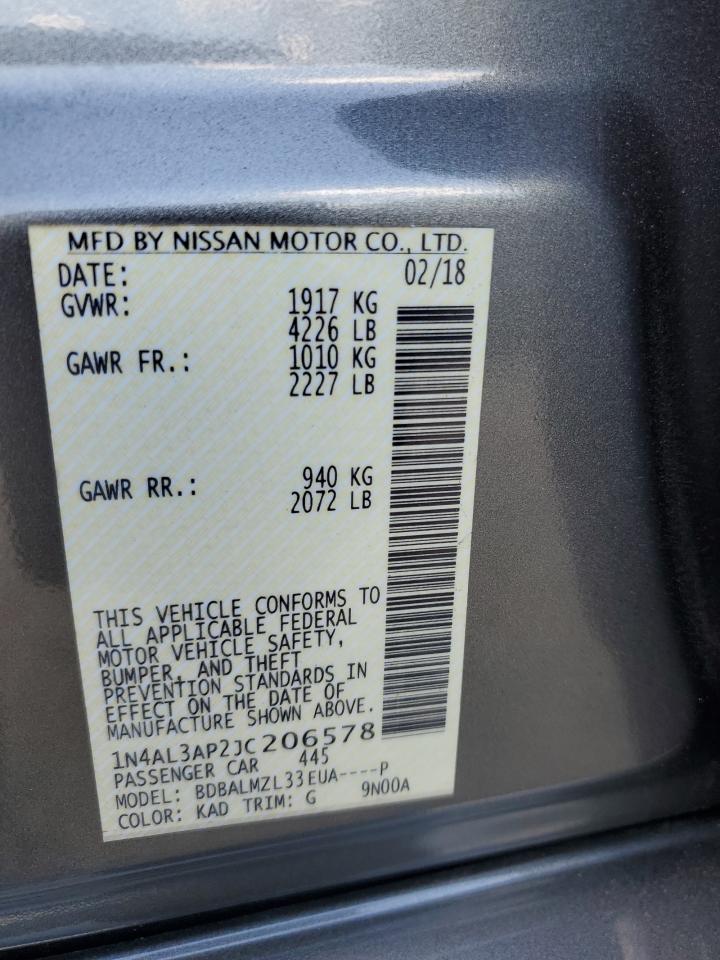 MFD BY NISSAN MOTOR CO., LTD.
DATE: 02/18
GVWR: 1917 KG
4226 LB
GAWR FR.: 1010 KG
2227 LB
GAWR RR.: 940 KG
2072 LB
THIS VEHICLE CONFORMS TO
ALL APPLICABLE FEDERAL
MOTOR VEHICLE SAFETY,
BUMPER, AND THEFT
PREVENTION STANDARDS IN
EFFECT ON THE DATE OF
MANUFACTURE SHOWN ABOVE.
1N4AL3AP2JC206578
PASSENGER CAR 445
MODEL: BDBALMZL33EUA----P
COLOR: KAD TRIM: G 9N00A